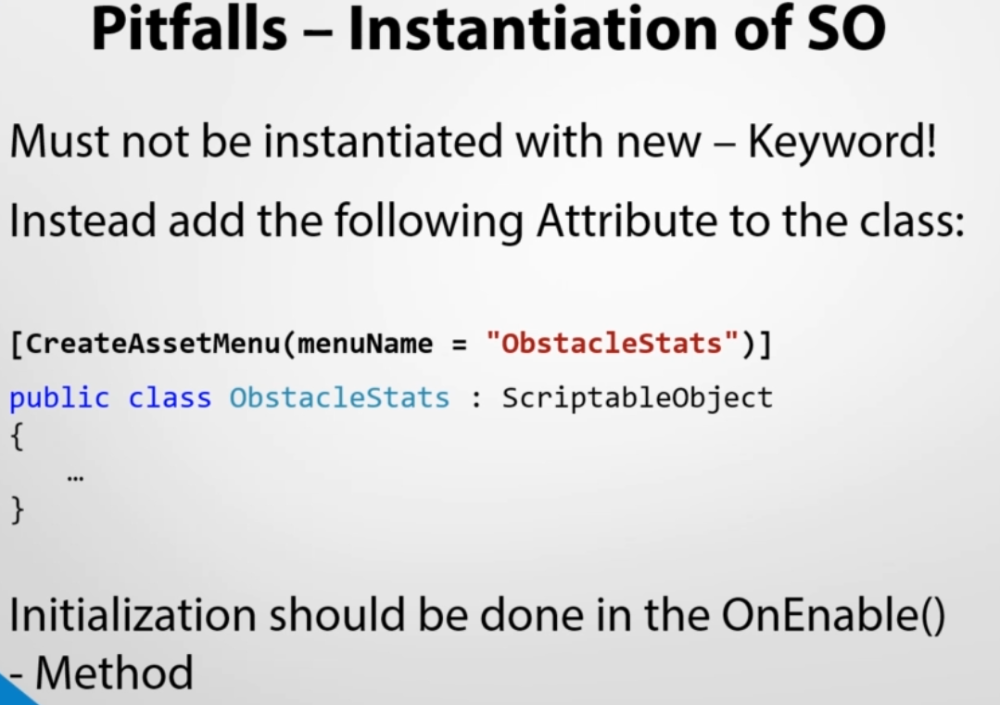 Pitfalls – Instantiation of SO
Must not be instantiated with new – Keyword!
Instead add the following Attribute to the class:
[CreateAssetMenu(menuName = "ObstacleStats")]
public class ObstacleStats : ScriptableObject
{
…
}
Initialization should be done in the OnEnable()
- Method